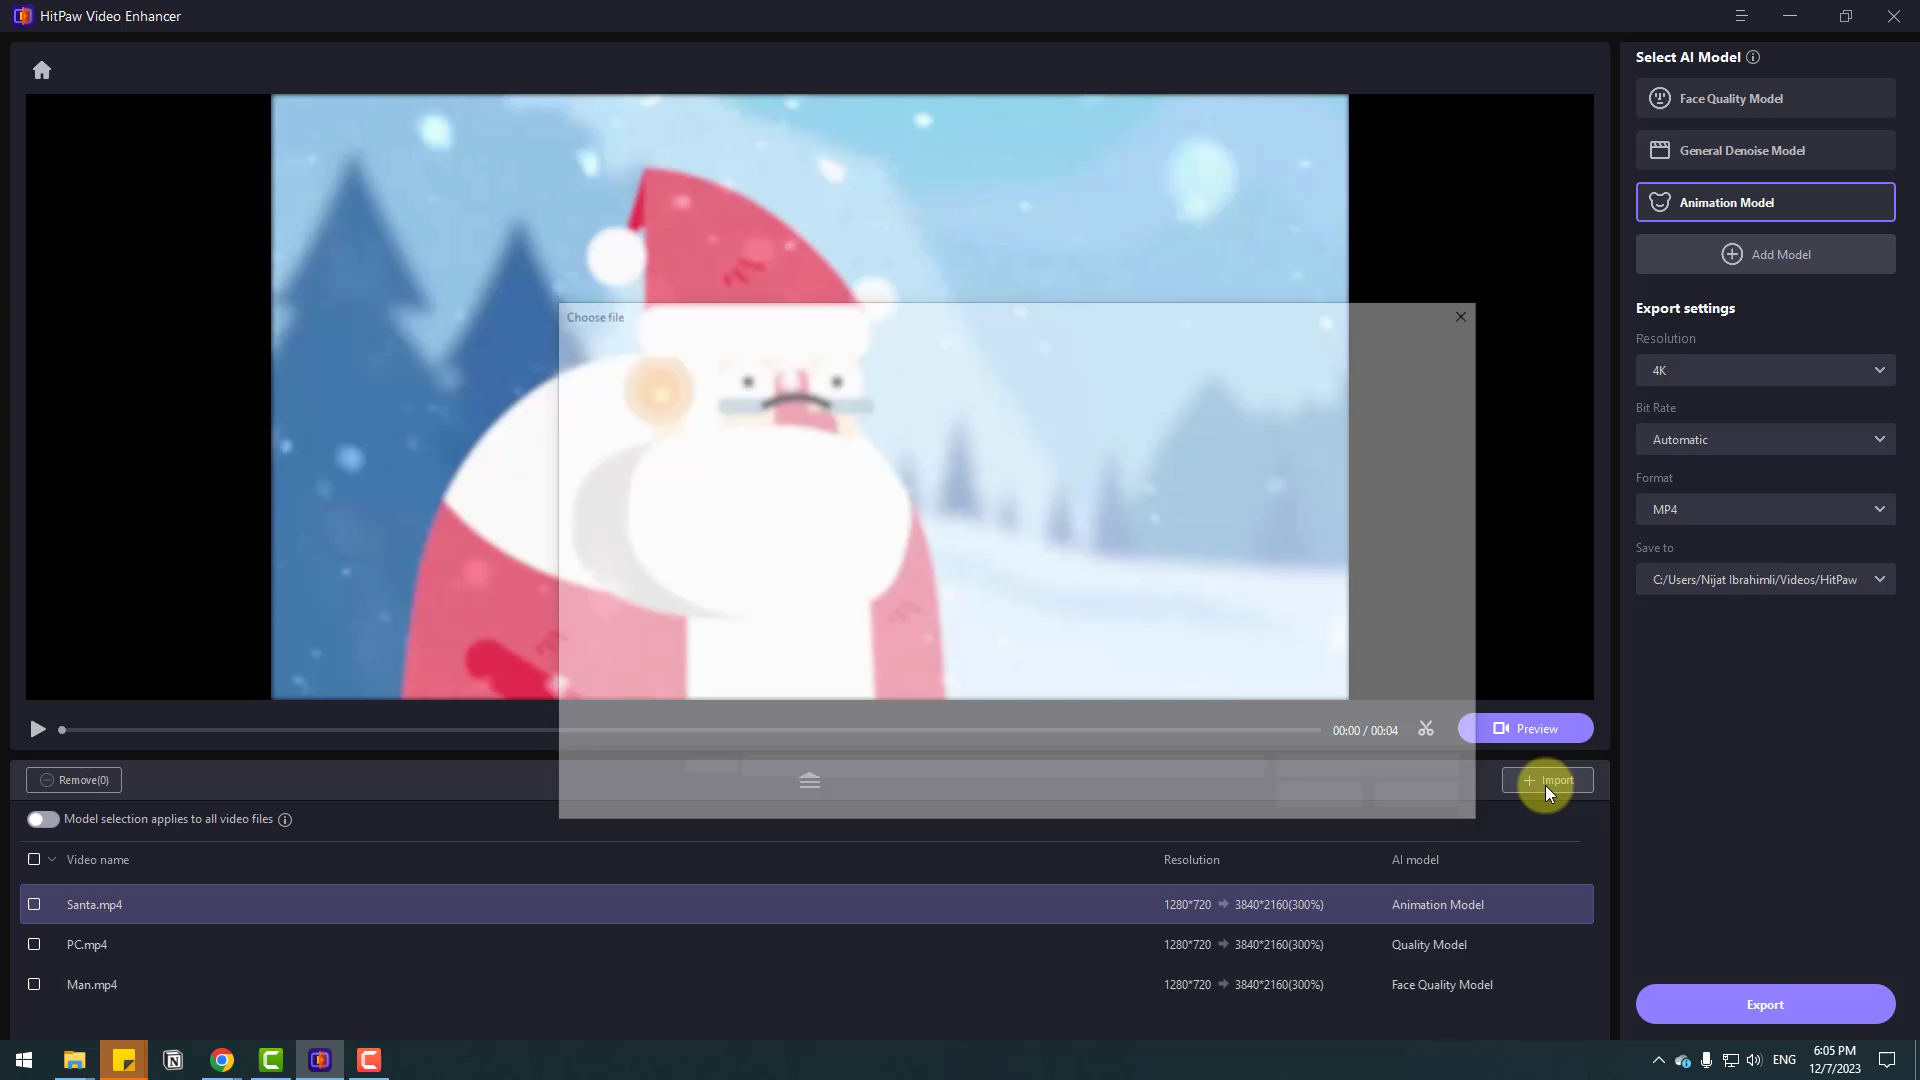 HitPaw Video Enhancer
Select AI Model
Face Quality Model
General Denoise Model
Animation Model
Add Model
Export settings
Resolution
4K
Bit Rate
Automatic
Format
MP4
Save to
C:/Users/Nijat Ibrahimli/Videos/HitPaw
Choose file
00:00 / 00:04
Preview
Remove(0)
Import
Model selection applies to all video files
Video name Resolution AI model
Santa.mp4 1280*720 3840*2160(300%) Animation Model
PC.mp4 1280*720 3840*2160(300%) Quality Model
Man.mp4 1280*720 3840*2160(300%) Face Quality Model
Export
ENG
6:05 PM
12/7/2023